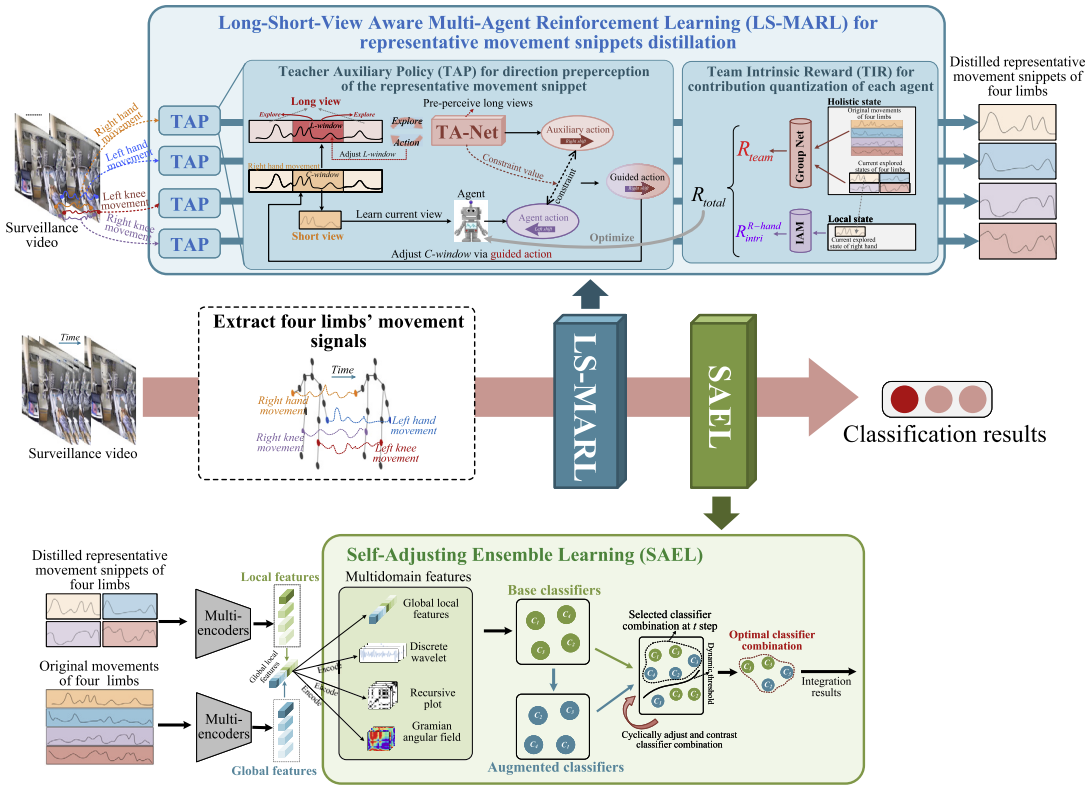 Long-Short-View Aware Multi-Agent Reinforcement Learning (LS-MARL) for
representative movement snippets distillation
Teacher Auxiliary Policy (TAP) for direction preperception
of the representative movement snippet
Team Intrinsic Reward (TIR) for
contribution quantization of each agent
Distilled representative
movement snippets of
four limbs
Right hand
movement
Left hand
movement
Left knee
movement
Right knee
movement
Surveillance
video
TAP
TAP
TAP
TAP
Long view
Explore
Explore
L-window
Adjust L-window
Right hand movement
C-window
Short view
Pre-perceive long views
Explore
Action
TA-Net
Constraint value
Auxiliary action
Right shift
constraint
Guided action
Right shift
Agent
Learn current view
Agent action
Left shift
Optimize
Adjust C-window via guided action
R total
R team
R R-hand intri
Group Net
IAM
Holistic state
Original movements
of four limbs
Current explored
states of four limbs
Local state
Current explored
state of right hand
Time
Surveillance video
Extract four limbs' movement
signals
Time
Right hand
movement
Left hand
movement
Right knee
movement
Left knee
movement
LS-MARL
SAEL
Classification results
Self-Adjusting Ensemble Learning (SAEL)
Distilled representative
movement snippets of
four limbs
Multi-
encoders
Local features
Original movements
of four limbs
Multi-
encoders
Global features
Global local
features
Encode
Encode
Encode
Multidomain features
Global local
features
Discrete
wavelet
Recursive
plot
Gramian
angular field
Base classifiers
Augmented classifiers
Selected classifier
combination at t step
Dynamic threshold
Cyclically adjust and contrast
classifier combination
Optimal classifier
combination
Integration
results